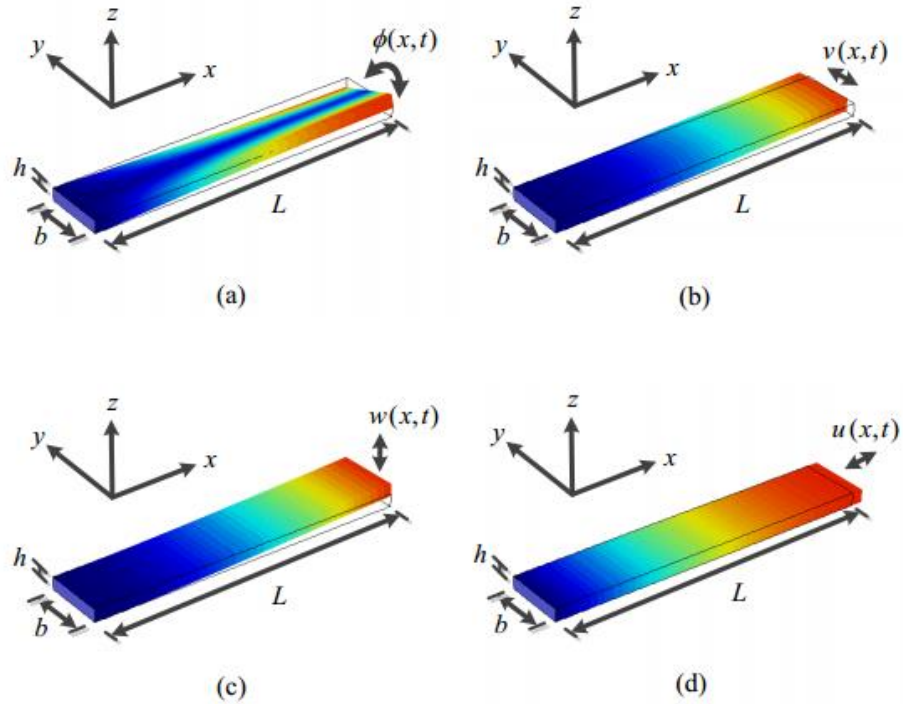 z
y
x
ϕ(x,t)
h
b
L
(a)
z
y
x
v(x,t)
h
b
L
(b)
z
y
x
w(x,t)
h
b
L
(c)
z
y
x
u(x,t)
h
b
L
(d)